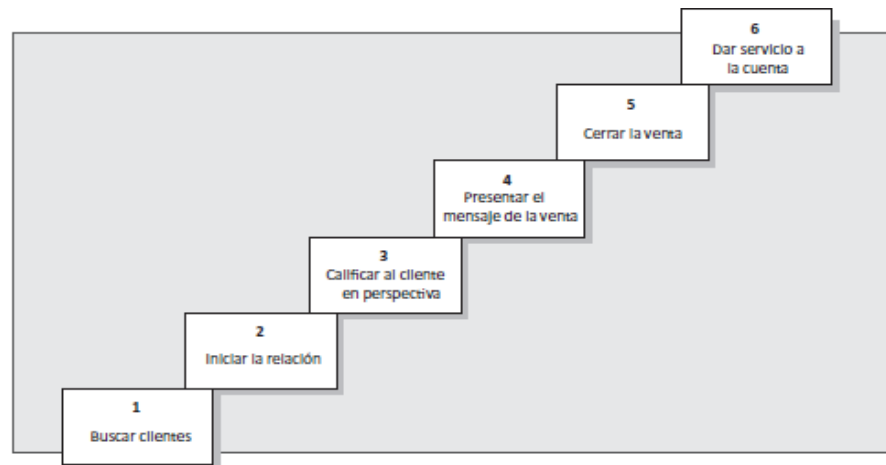 6
Dar servicio a
la cuenta
5
Cerrar la venta
4
Presentar el
mensaje de la venta
3
Calificar al cliente
en perspectiva
2
Iniciar la relación
1
Buscar clientes